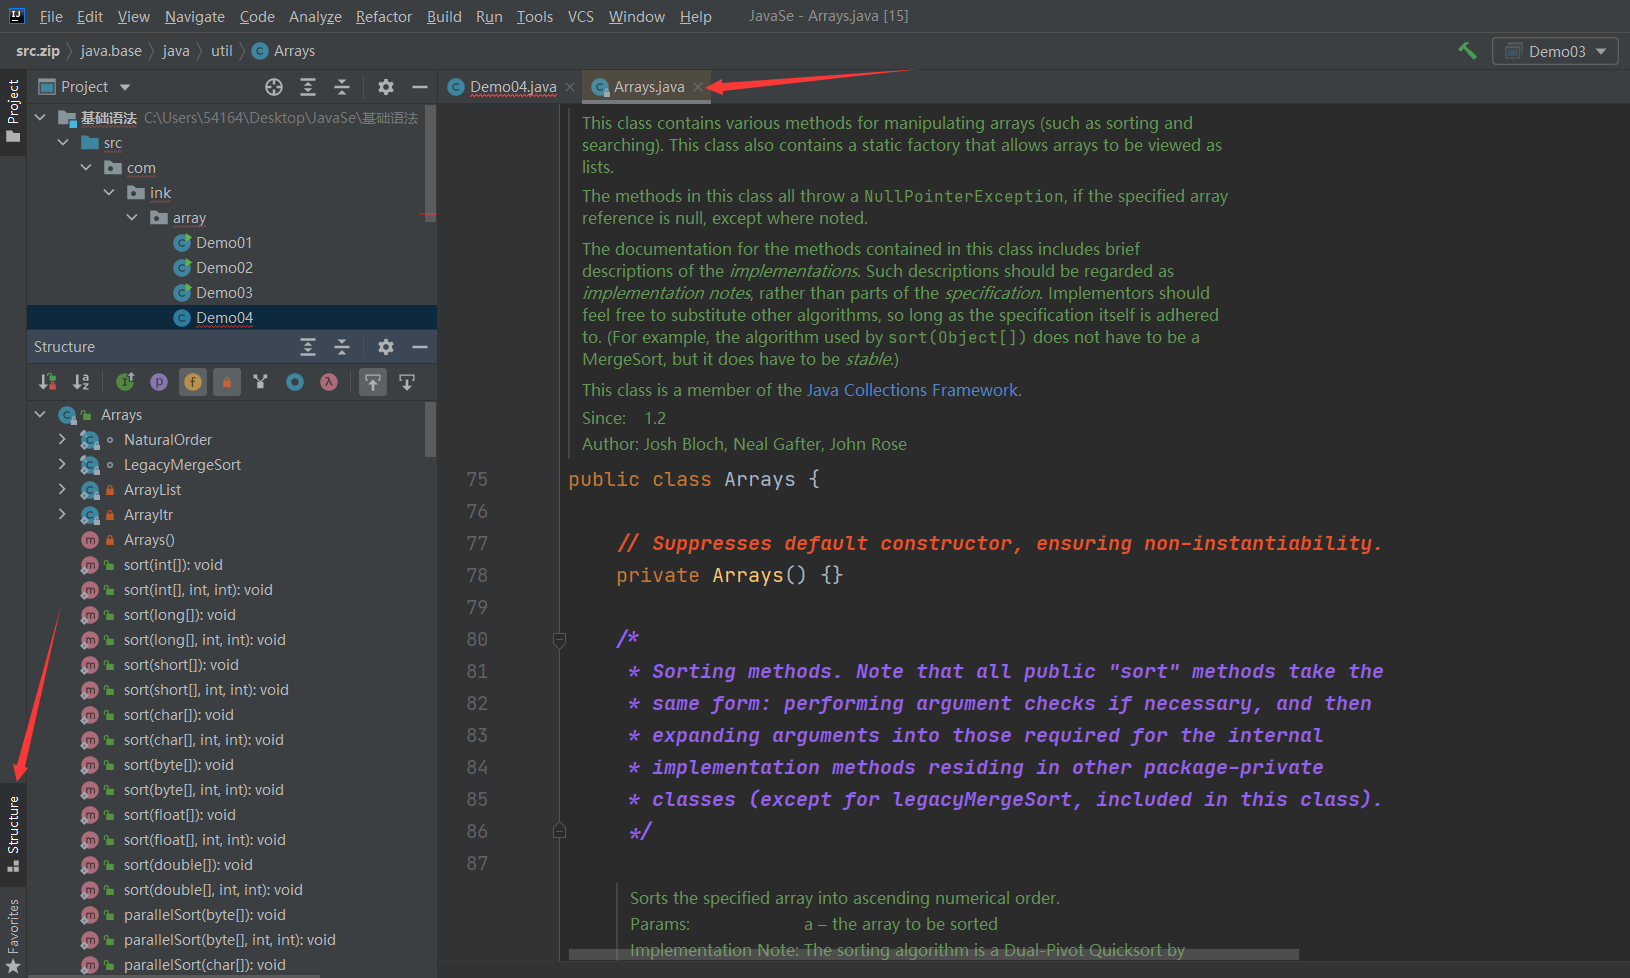 File Edit View Navigate Code Analyze Refactor Build Run Tools VCS Window Help JavaSe - Arrays.java [15]
src.zip java.base java util Arrays
Demo03
Project
Demo04.java
Arrays.java
Project
基础语法 C:\Users\54164\Desktop\JavaSe\基础语法
src
com
ink
array
Demo01
Demo02
Demo03
Demo04
Structure
Arrays
NaturalOrder
LegacyMergeSort
ArrayList
ArrayItr
Arrays()
sort(int[]): void
sort(int[], int, int): void
sort(long[]): void
sort(long[], int, int): void
sort(short[]): void
sort(short[], int, int): void
sort(char[]): void
sort(char[], int, int): void
sort(byte[]): void
sort(byte[], int, int): void
sort(float[]): void
sort(float[], int, int): void
sort(double[]): void
sort(double[], int, int): void
parallelSort(byte[]): void
parallelSort(byte[], int, int): void
parallelSort(char[]): void
Structure
Favorites
This class contains various methods for manipulating arrays (such as sorting and
searching). This class also contains a static factory that allows arrays to be viewed as
lists.
The methods in this class all throw a NullPointerException, if the specified array
reference is null, except where noted.
The documentation for the methods contained in this class includes brief
descriptions of the implementations. Such descriptions should be regarded as
implementation notes, rather than parts of the specification. Implementors should
feel free to substitute other algorithms, so long as the specification itself is adhered
to. (For example, the algorithm used by sort(Object[]) does not have to be a
MergeSort, but it does have to be stable.)
This class is a member of the Java Collections Framework.
Since: 1.2
Author: Josh Bloch, Neal Gafter, John Rose
75 public class Arrays {
76
77 // Suppresses default constructor, ensuring non-instantiability.
78 private Arrays() {}
79
80 /*
81 * Sorting methods. Note that all public "sort" methods take the
82 * same form: performing argument checks if necessary, and then
83 * expanding arguments into those required for the internal
84 * implementation methods residing in other package-private
85 * classes (except for legacyMergeSort, included in this class).
86 */
87
Sorts the specified array into ascending numerical order.
Params: a – the array to be sorted
Implementation Note: The sorting algorithm is a Dual-Pivot Quicksort by